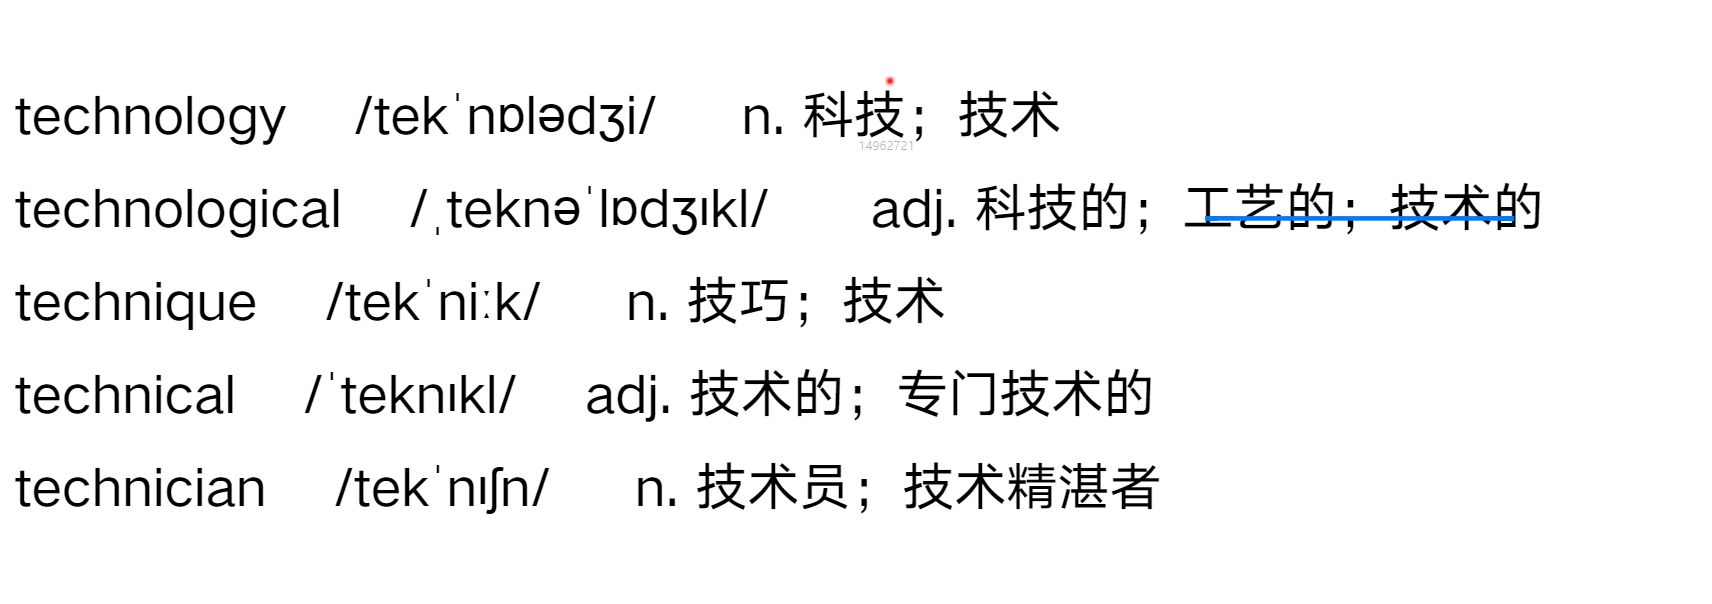 technology /tekˈnɒlədʒi/ n. 科技；技术
14962721
technological /ˌteknəˈlɒdʒɪkl/ adj. 科技的；工艺的；技术的
technique /tekˈniːk/ n. 技巧；技术
technical /ˈteknɪkl/ adj. 技术的；专门技术的
technician /tekˈnɪʃn/ n. 技术员；技术精湛者